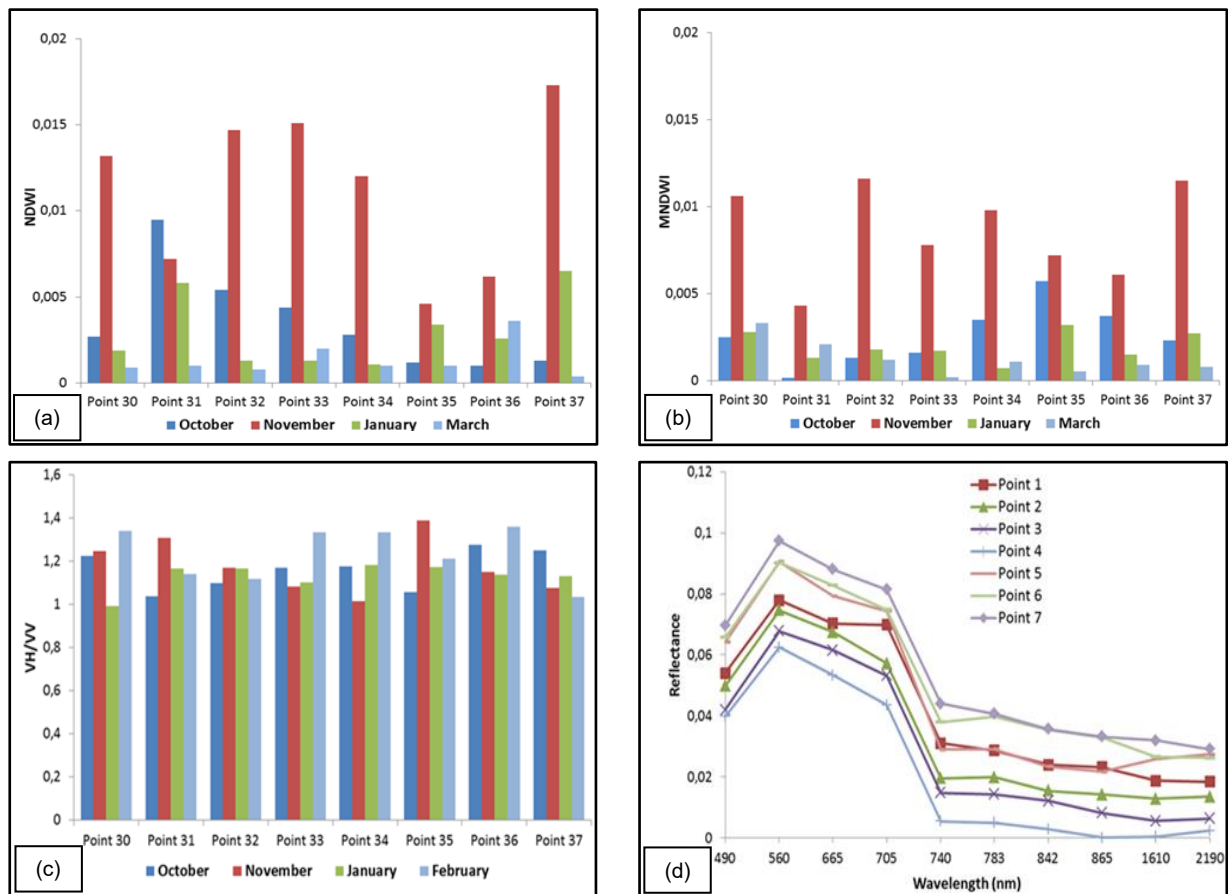 0,02
0,015
0,01
0,005
0
NDWI
Point 30 Point 31 Point 32 Point 33 Point 34 Point 35 Point 36 Point 37
October November January March
(a)
0,02
0,015
0,01
0,005
0
MNDWI
Point 30 Point 31 Point 32 Point 33 Point 34 Point 35 Point 36 Point 37
October November January March
(b)
1,6
1,4
1,2
1
0,8
0,6
0,4
0,2
0
VH/VV
Point 30 Point 31 Point 32 Point 33 Point 34 Point 35 Point 36 Point 37
October November January February
(c)
0,12
0,1
0,08
0,06
0,04
0,02
0
Reflectance
Point 1
Point 2
Point 3
Point 4
Point 5
Point 6
Point 7
490 560 665 705 740 783 842 865 1610 2190
Wavelength (nm)
(d)